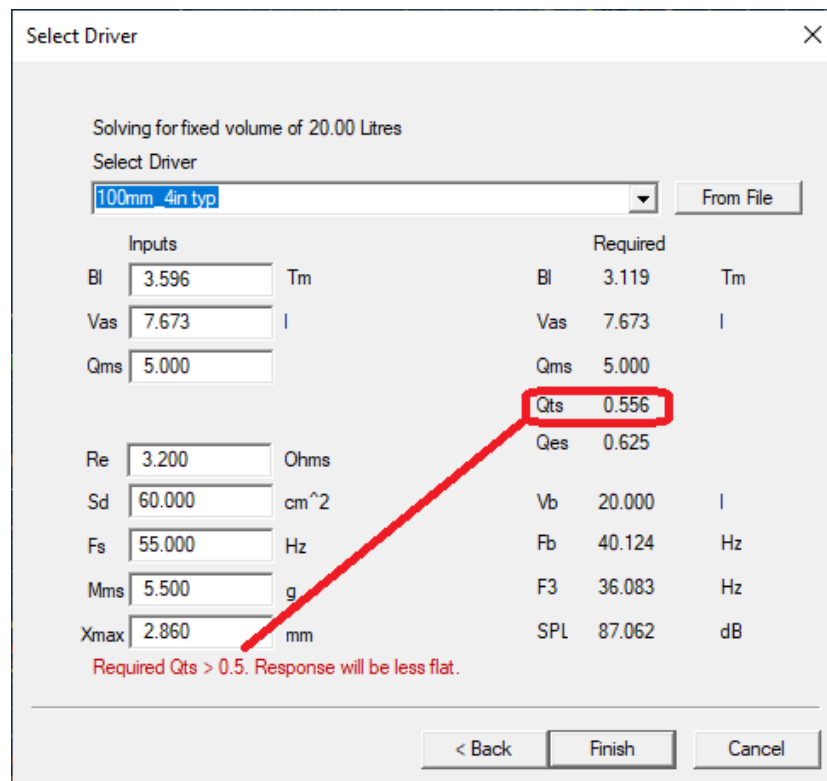 Select Driver
Solving for fixed volume of 20.00 Litres
Select Driver
100mm_4in typ From File
Inputs Required
Bl 3.596 Tm Bl 3.119 Tm
Vas 7.673 l Vas 7.673 l
Qms 5.000 Qms 5.000
Qts 0.556
Qes 0.625
Re 3.200 Ohms
Sd 60.000 cm^2 Vb 20.000 l
Fs 55.000 Hz Fb 40.124 Hz
Mms 5.500 g F3 36.083 Hz
Xmax 2.860 mm SPL 87.062 dB
Required Qts > 0.5. Response will be less flat.
< Back Finish Cancel